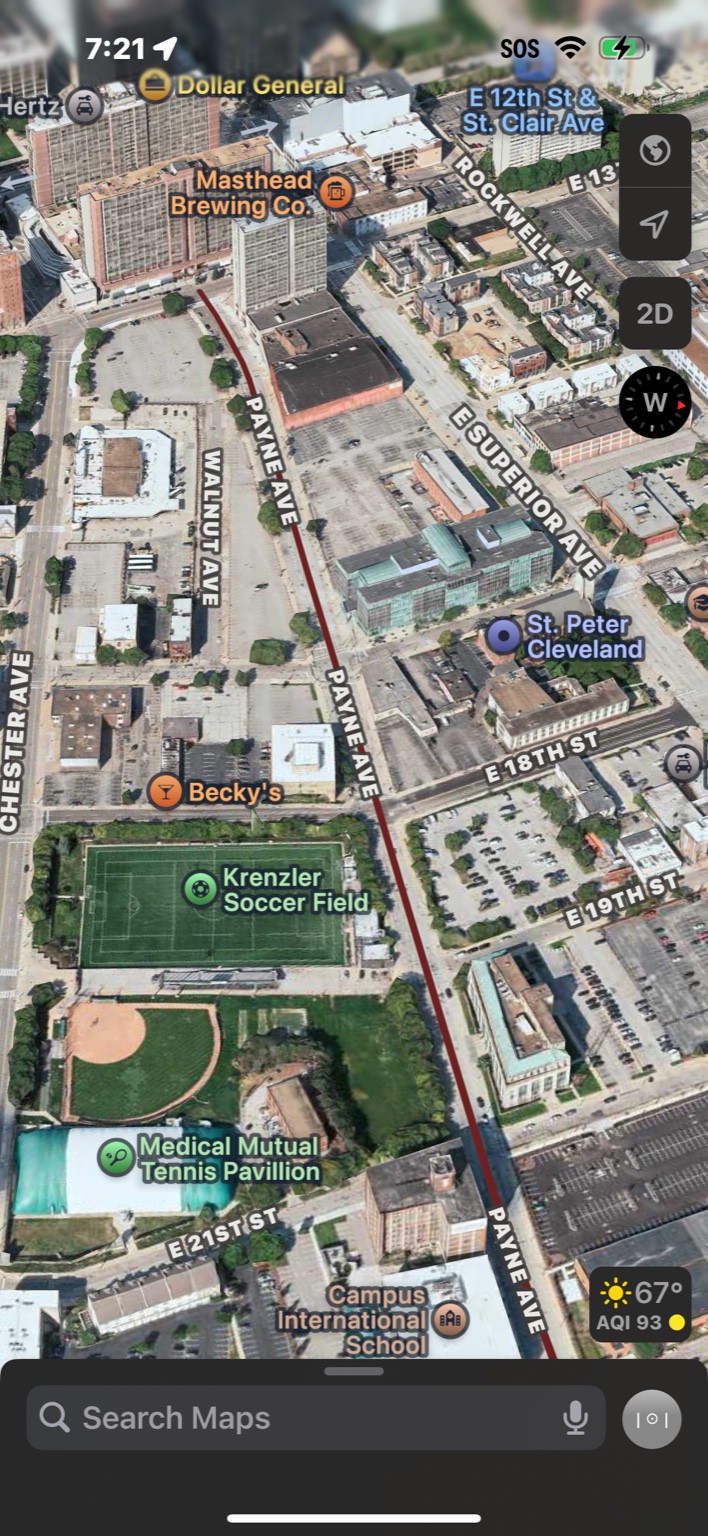 7:21
SOS
Dollar General
Hertz
E 12th St &
St. Clair Ave
Masthead
Brewing Co.
ROCKWELL AVE
E 13
2D
W
PAYNE AVE
WALNUT AVE
E SUPERIOR AVE
St. Peter
Cleveland
CHESTER AVE
PAYNE AVE
E 18TH ST
Becky's
Krenzler
Soccer Field
E 19TH ST
Medical Mutual
Tennis Pavillion
E 21ST ST
PAYNE AVE
Campus
International
School
67°
AQI 93
Search Maps